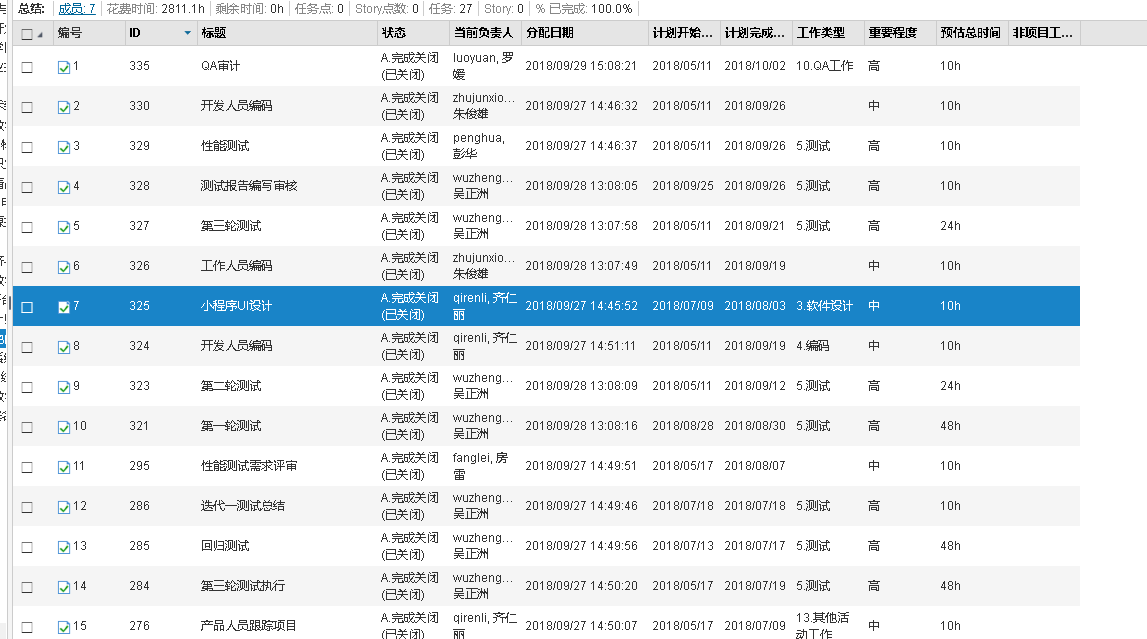 总结: 成员: 7 花费时间: 2811.1h 剩余时间: 0h 任务点: 0 Story点数: 0 任务: 27 Story: 0 % 已完成: 100.0%
编号 ID 标题 状态 当前负责人 分配日期 计划开始... 计划完成... 工作类型 重要程度 预估总时间 非项目工...
1 335 QA审计 A.完成关闭 (已关闭) luoyuan, 罗媛 2018/09/29 15:08:21 2018/05/11 2018/10/02 10.QA工作 高 10h
2 330 开发人员编码 A.完成关闭 (已关闭) zhujunxio... 朱俊雄 2018/09/27 14:46:32 2018/05/11 2018/09/26 中 10h
3 329 性能测试 A.完成关闭 (已关闭) penghua, 彭华 2018/09/27 14:46:37 2018/05/11 2018/09/26 5.测试 高 10h
4 328 测试报告编写审核 A.完成关闭 (已关闭) wuzheng... 吴正洲 2018/09/28 13:08:05 2018/09/25 2018/09/26 5.测试 高 10h
5 327 第三轮测试 A.完成关闭 (已关闭) wuzheng... 吴正洲 2018/09/28 13:07:58 2018/05/11 2018/09/21 5.测试 高 24h
6 326 工作人员编码 A.完成关闭 (已关闭) zhujunxio... 朱俊雄 2018/09/28 13:07:49 2018/05/11 2018/09/19 中 10h
7 325 小程序UI设计 A.完成关闭 (已关闭) qirenli, 齐仁丽 2018/09/27 14:45:52 2018/07/09 2018/08/03 3.软件设计 中 10h
8 324 开发人员编码 A.完成关闭 (已关闭) qirenli, 齐仁丽 2018/09/27 14:51:11 2018/05/11 2018/09/19 4.编码 中 10h
9 323 第二轮测试 A.完成关闭 (已关闭) wuzheng... 吴正洲 2018/09/28 13:08:09 2018/05/11 2018/09/12 5.测试 高 24h
10 321 第一轮测试 A.完成关闭 (已关闭) wuzheng... 吴正洲 2018/09/28 13:08:16 2018/08/28 2018/08/30 5.测试 高 48h
11 295 性能测试需求评审 A.完成关闭 (已关闭) fanglei, 房雷 2018/09/27 14:49:51 2018/05/17 2018/08/07 中 10h
12 286 迭代一测试总结 A.完成关闭 (已关闭) wuzheng... 吴正洲 2018/09/27 14:49:46 2018/07/18 2018/07/18 5.测试 高 10h
13 285 回归测试 A.完成关闭 (已关闭) wuzheng... 吴正洲 2018/09/27 14:49:56 2018/07/13 2018/07/17 5.测试 高 48h
14 284 第三轮测试执行 A.完成关闭 (已关闭) wuzheng... 吴正洲 2018/09/27 14:50:20 2018/05/17 2018/07/19 5.测试 高 48h
15 276 产品人员跟踪项目 A.完成关闭 (已关闭) qirenli, 齐仁丽 2018/09/27 14:50:07 2018/05/17 2018/07/09 13.其他活动工作 中 10h